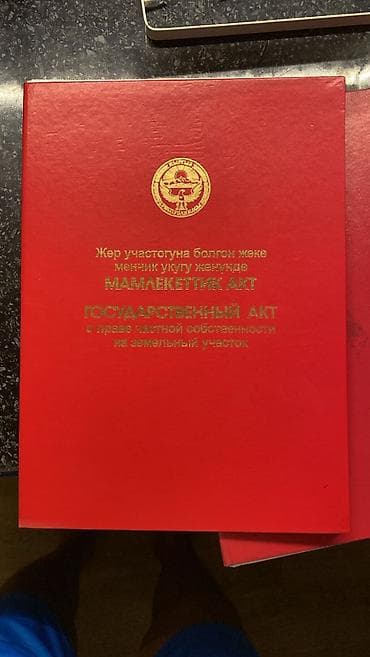 Жер участогуна болгон жеке
менчик укугу жөнүндө
МАМЛЕКЕТТИК АКТ
ГОСУДАРСТВЕННЫЙ АКТ
о праве частной собственности
на земельный участок